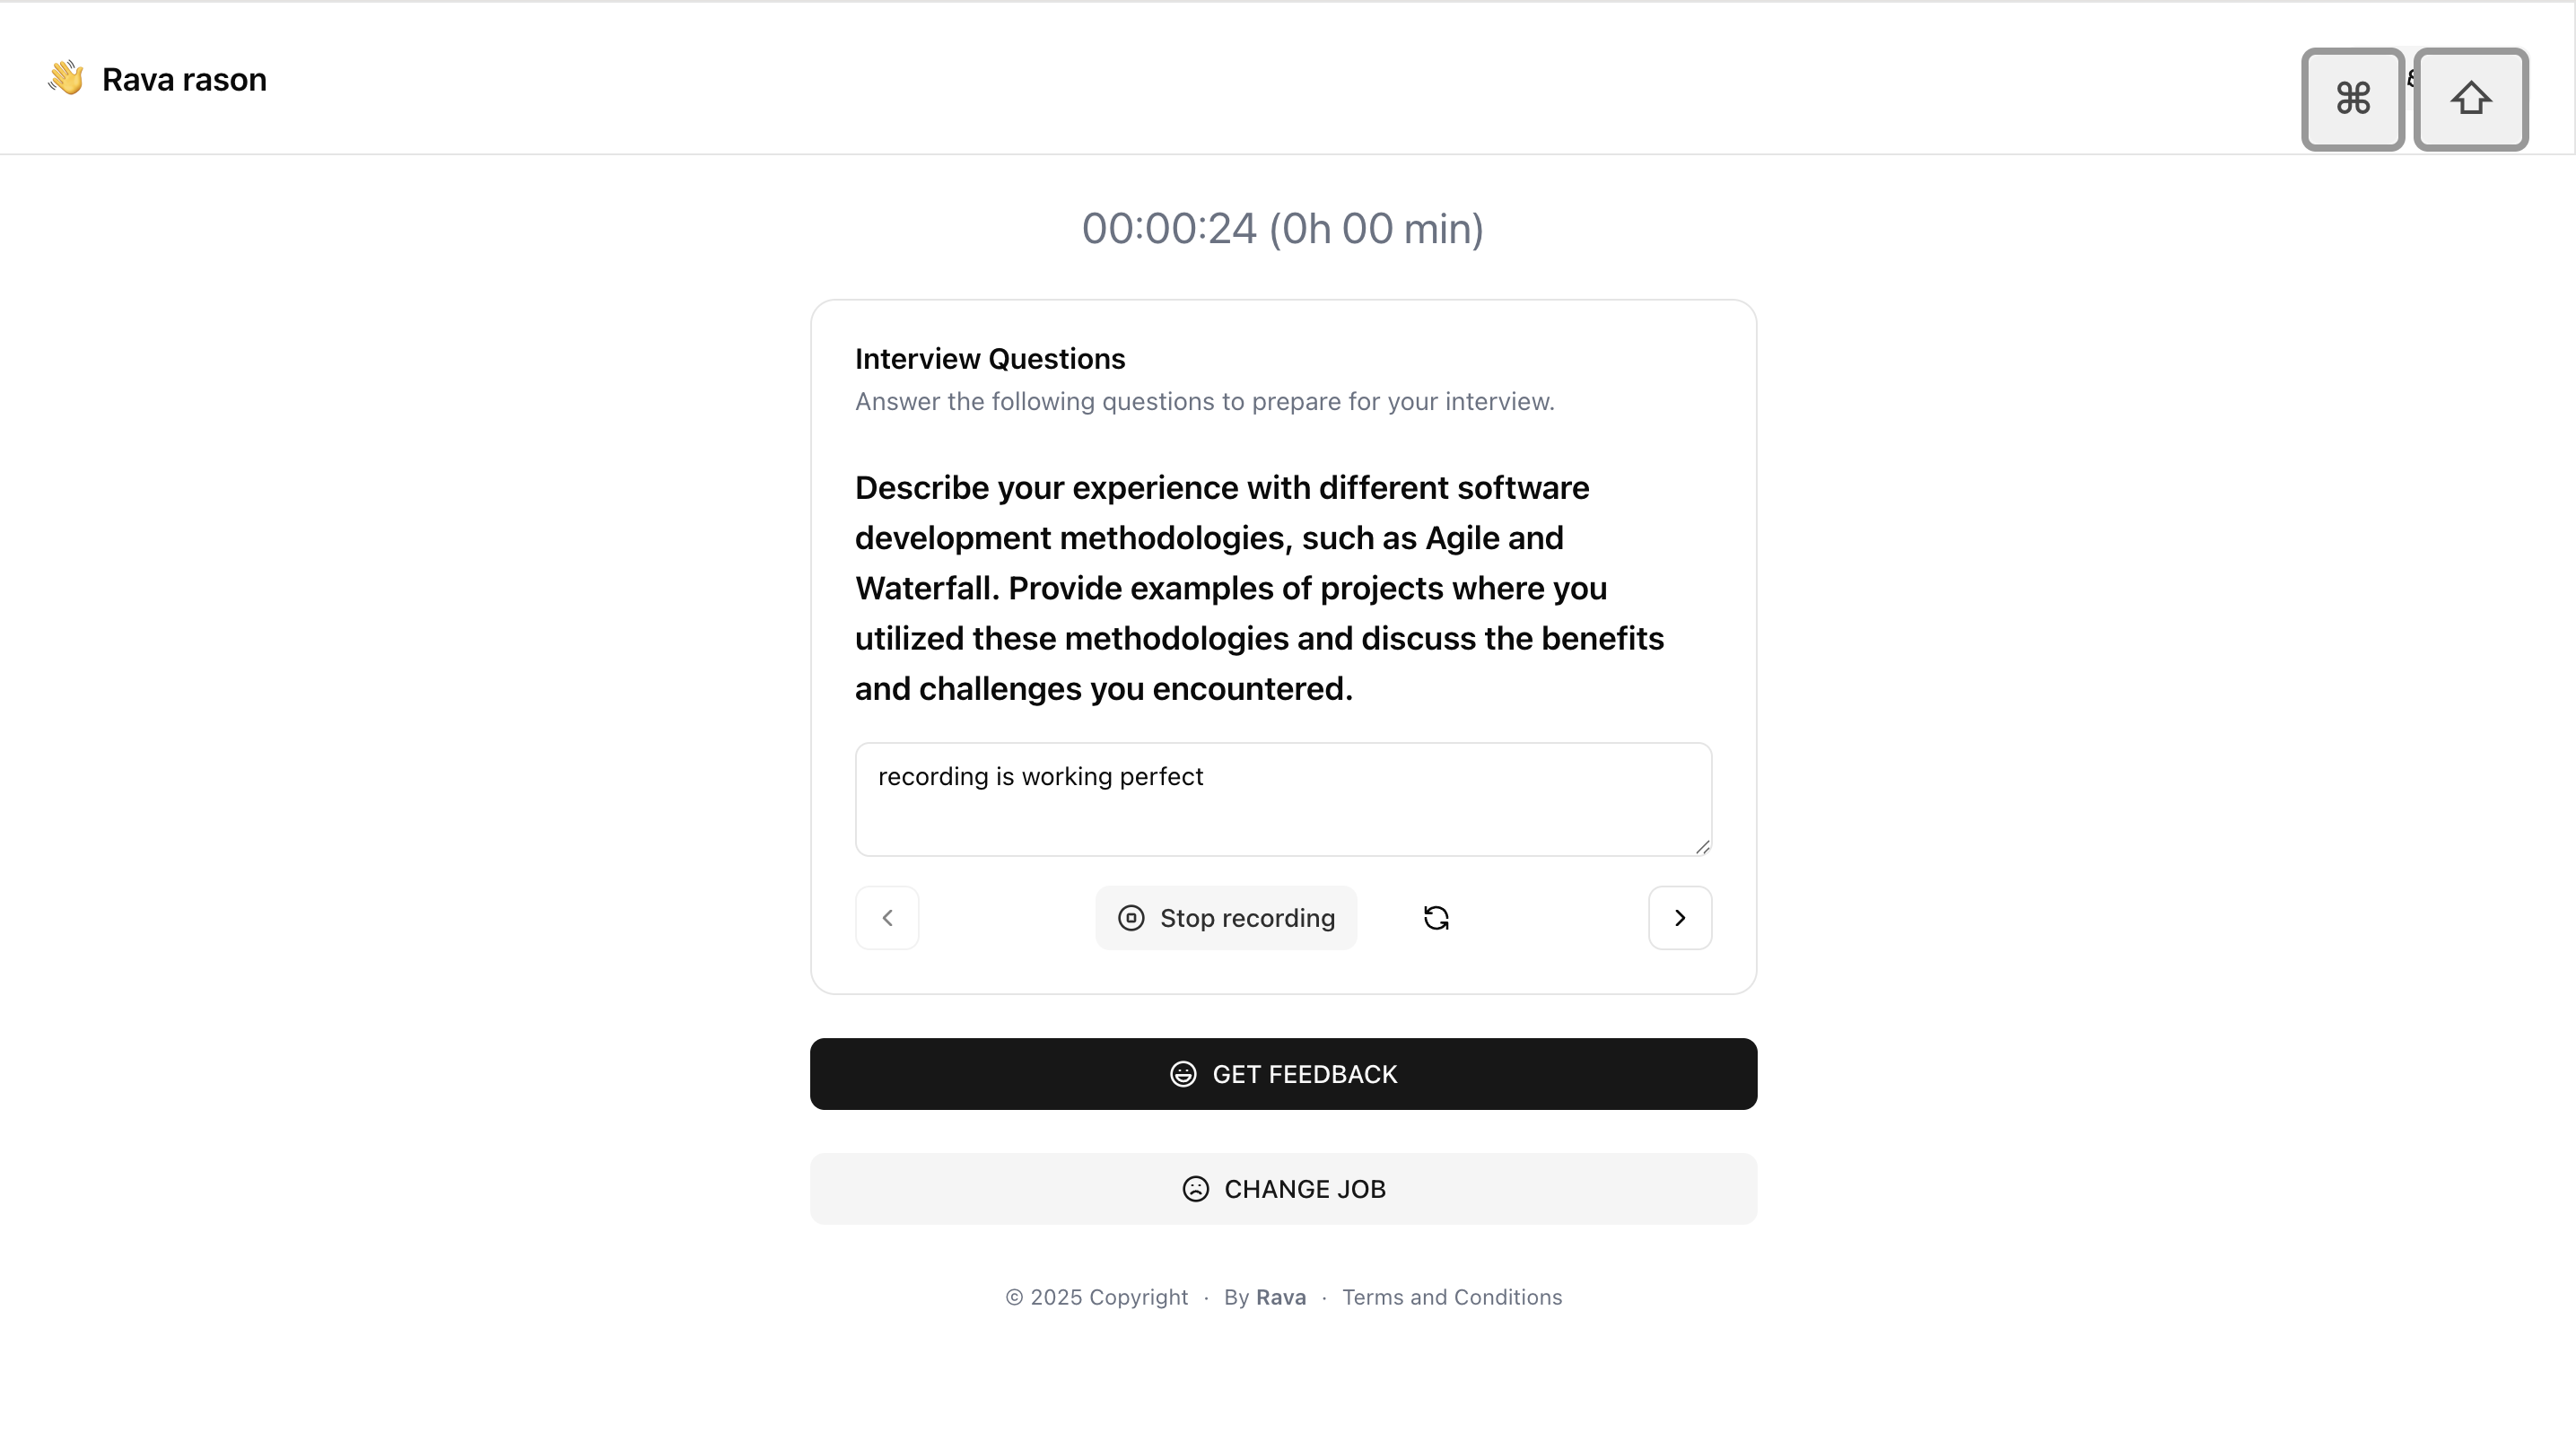 Rava rason
00:00:24 (0h 00 min)
Interview Questions
Answer the following questions to prepare for your interview.
Describe your experience with different software
development methodologies, such as Agile and
Waterfall. Provide examples of projects where you
utilized these methodologies and discuss the benefits
and challenges you encountered.
recording is working perfect
Stop recording
GET FEEDBACK
CHANGE JOB
© 2025 Copyright · By Rava · Terms and Conditions